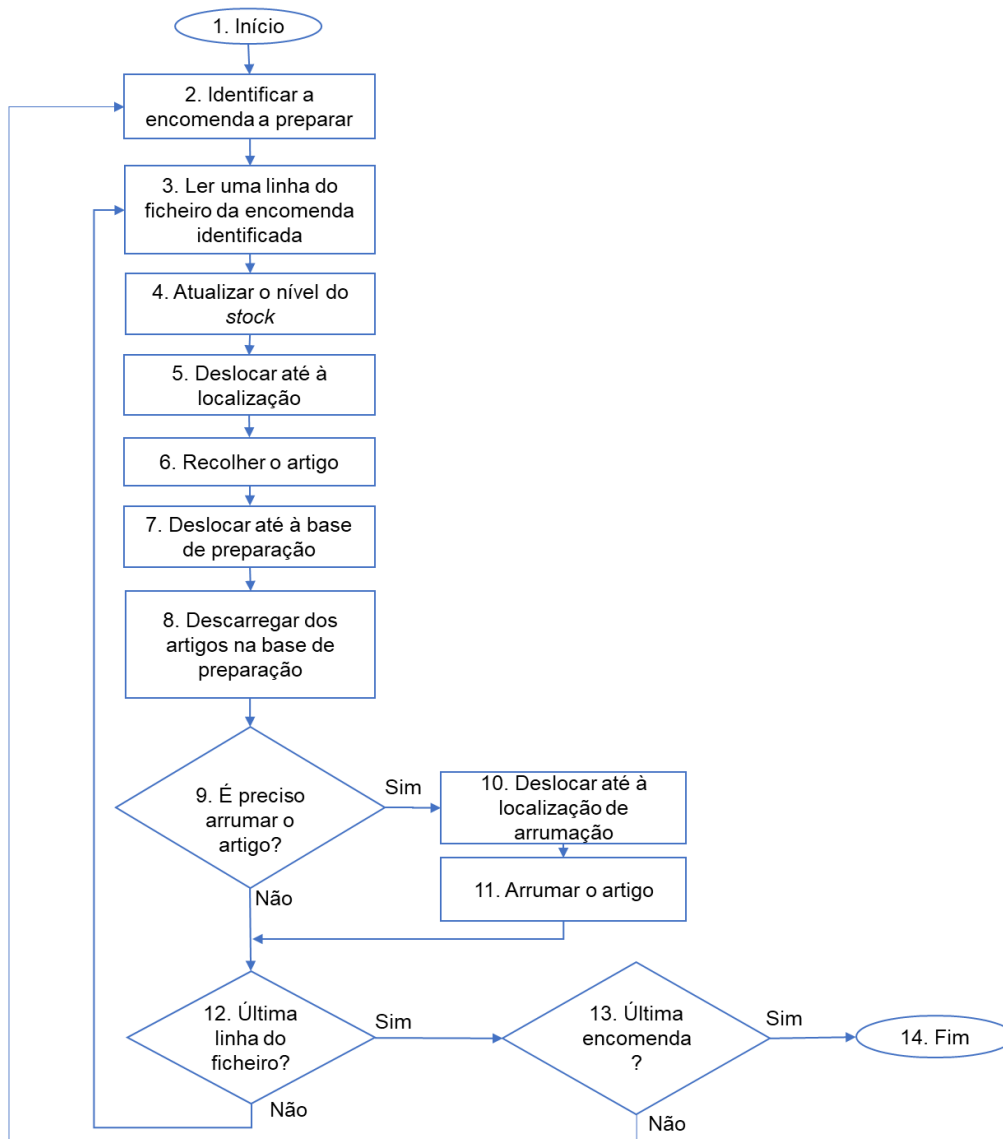 1. Início
2. Identificar a
encomenda a preparar
3. Ler uma linha do
ficheiro da encomenda
identificada
4. Atualizar o nível do
stock
5. Deslocar até à
localização
6. Recolher o artigo
7. Deslocar até à base
de preparação
8. Descarregar dos
artigos na base de
preparação
9. É preciso
arrumar o
artigo?
Sim
10. Deslocar até à
localização de
arrumação
11. Arrumar o artigo
Não
12. Última
linha do
ficheiro?
Sim
13. Última
encomenda
?
Sim
14. Fim
Não
Não